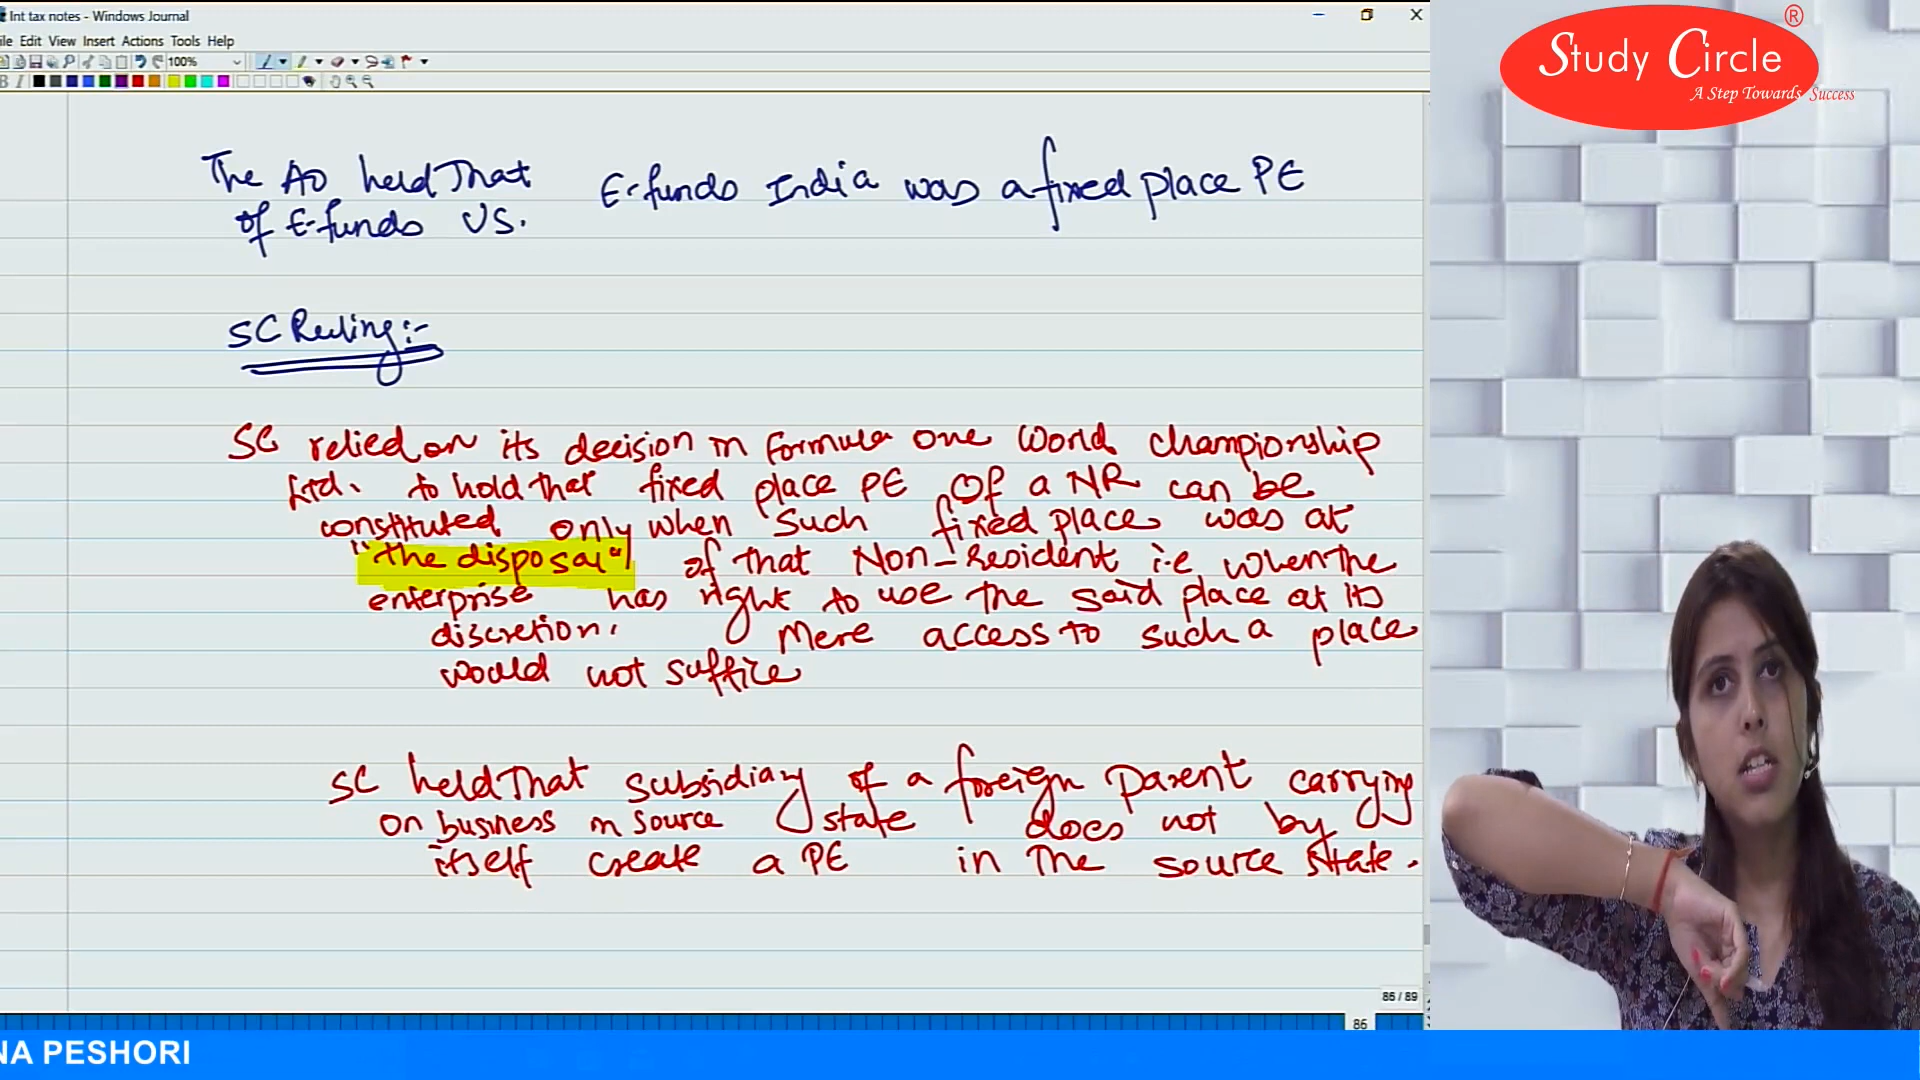 Int tax notes - Windows Journal
ile Edit View Insert Actions Tools Help
100%
B I
Study Circle ®
A Step Towards Success
The AO held That E-funds India was a fixed place PE
of E-funds US.
SC Ruling:-
SC relied on its decision in Formula One World Championship
Ltd. to hold that fixed place PE of a NR can be
constituted only when such fixed place was at
"the disposal" of that Non-Resident i.e when the
enterprise has right to use the said place at its
discretion. Mere access to such a place
would not suffice
SC held That subsidiary of a foreign Parent carrying
on business in source state does not by
itself create a PE in The source state.
86 / 89
86
NA PESHORI